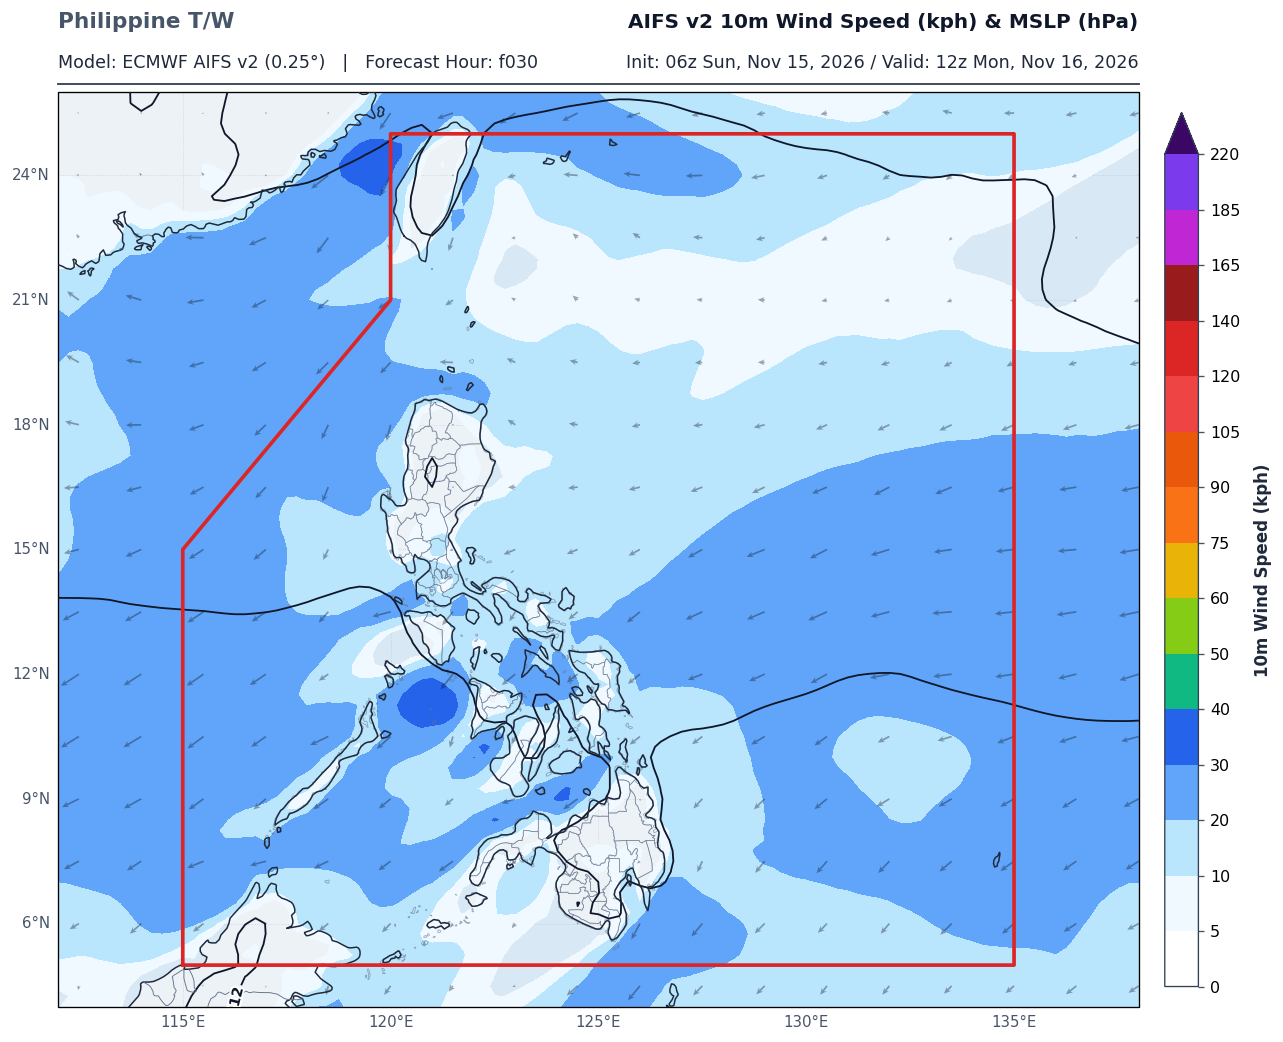 Philippine T/W
AIFS v2 10m Wind Speed (kph) & MSLP (hPa)
Model: ECMWF AIFS v2 (0.25°) | Forecast Hour: f030
Init: 06z Sun, Nov 15, 2026 / Valid: 12z Mon, Nov 16, 2026
24°N
21°N
18°N
15°N
12°N
9°N
6°N
12
115°E
120°E
125°E
130°E
135°E
220
185
165
140
120
105
90
75
60
50
40
30
20
10
5
0
10m Wind Speed (kph)